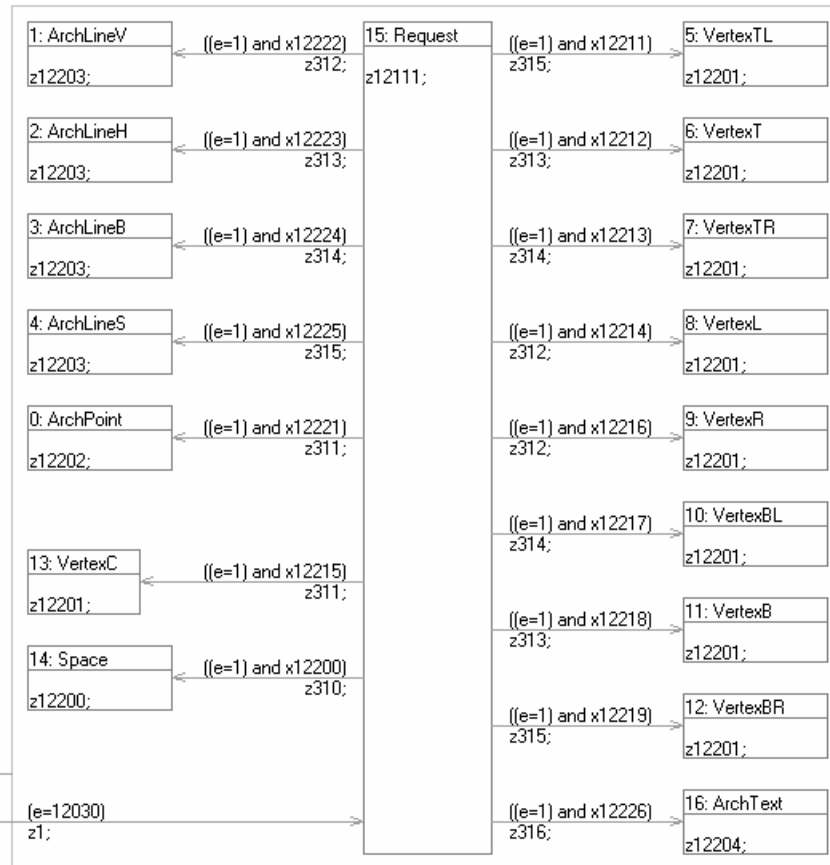 1: ArchLineV
z12203;
((e=1) and x12222)
z312;
15: Request
z12111;
((e=1) and x12211)
z315;
5: VertexTL
z12201;
2: ArchLineH
z12203;
((e=1) and x12223)
z313;
((e=1) and x12212)
z313;
6: VertexT
z12201;
3: ArchLineB
z12203;
((e=1) and x12224)
z314;
((e=1) and x12213)
z314;
7: VertexTR
z12201;
4: ArchLineS
z12203;
((e=1) and x12225)
z315;
((e=1) and x12214)
z312;
8: VertexL
z12201;
0: ArchPoint
z12202;
((e=1) and x12221)
z311;
((e=1) and x12216)
z312;
9: VertexR
z12201;
((e=1) and x12217)
z314;
10: VertexBL
z12201;
13: VertexC
z12201;
((e=1) and x12215)
z311;
((e=1) and x12218)
z313;
11: VertexB
z12201;
14: Space
z12200;
((e=1) and x12200)
z310;
((e=1) and x12219)
z315;
12: VertexBR
z12201;
(e=12030)
z1;
((e=1) and x12226)
z316;
16: ArchText
z12204;